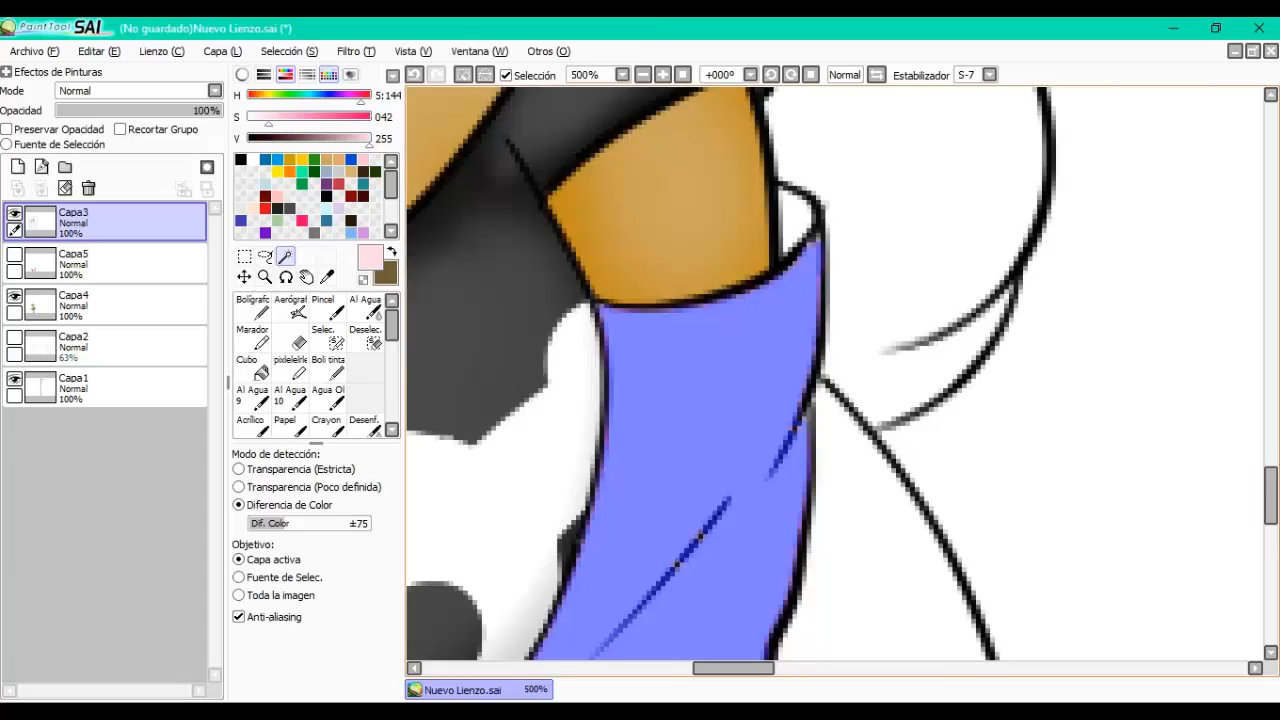 PaintTool SAI (No guardado)Nuevo Lienzo.sai (*)
Archivo (F) Editar (E) Lienzo (C) Capa (L) Selección (S) Filtro (T) Vista (V) Ventana (W) Otros (O)
Efectos de Pinturas
Modo Normal
Opacidad 100%
Preservar Opacidad Recortar Grupo
Fuente de Selección
Capa3
Normal
100%
Capa5
Normal
100%
Capa4
Normal
100%
Capa2
Normal
63%
Capa1
Normal
100%
Selección 500% +000° Normal Estabilizador S-7
H 5:144
S 042
V 255
Bolígrafc Aerógraf Pincel Al Agua
Marador Selec. Deselec.
Cubo pixlelelrle Boli tinta
Al Agua 9 Al Agua 10 Agua Ol
Acrílico Papel Crayon Desenf.
Modo de detección:
Transparencia (Estricta)
Transparencia (Poco definida)
Diferencia de Color
Dif. Color ±75
Objetivo:
Capa activa
Fuente de Selec.
Toda la imagen
Anti-aliasing
Nuevo Lienzo.sai 500%